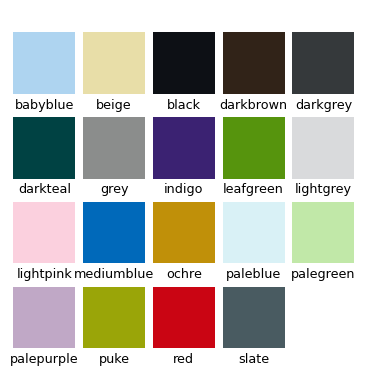 babyblue beige black darkbrown darkgrey
darkteal grey indigo leafgreen lightgrey
lightpink mediumblue ochre paleblue palegreen
palepurple puke red slate